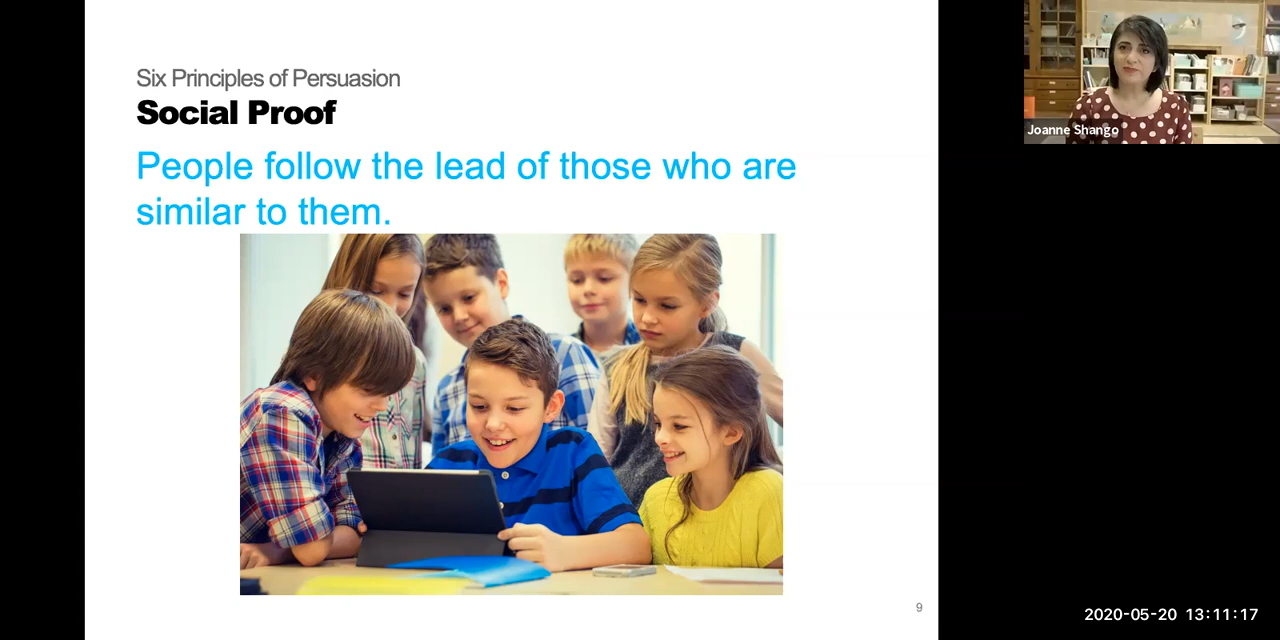 Six Principles of Persuasion
Social Proof
People follow the lead of those who are
similar to them.
Joanne Shango
9
2020-05-20 13:11:17